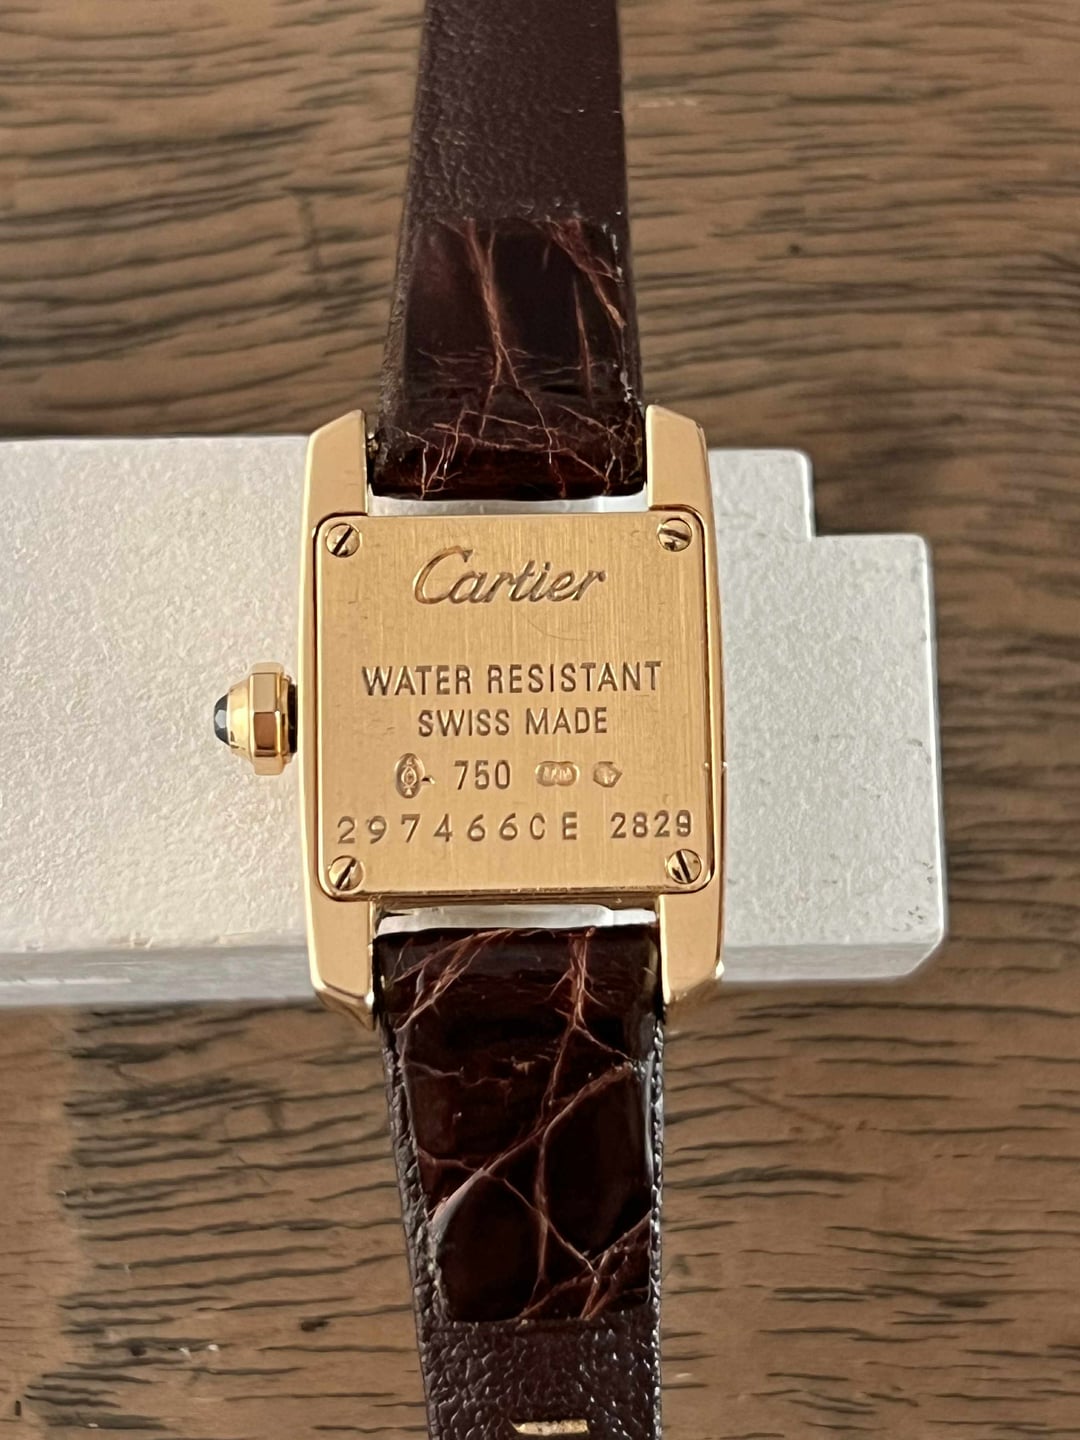 Cartier
WATER RESISTANT
SWISS MADE
750
297466CE 2829